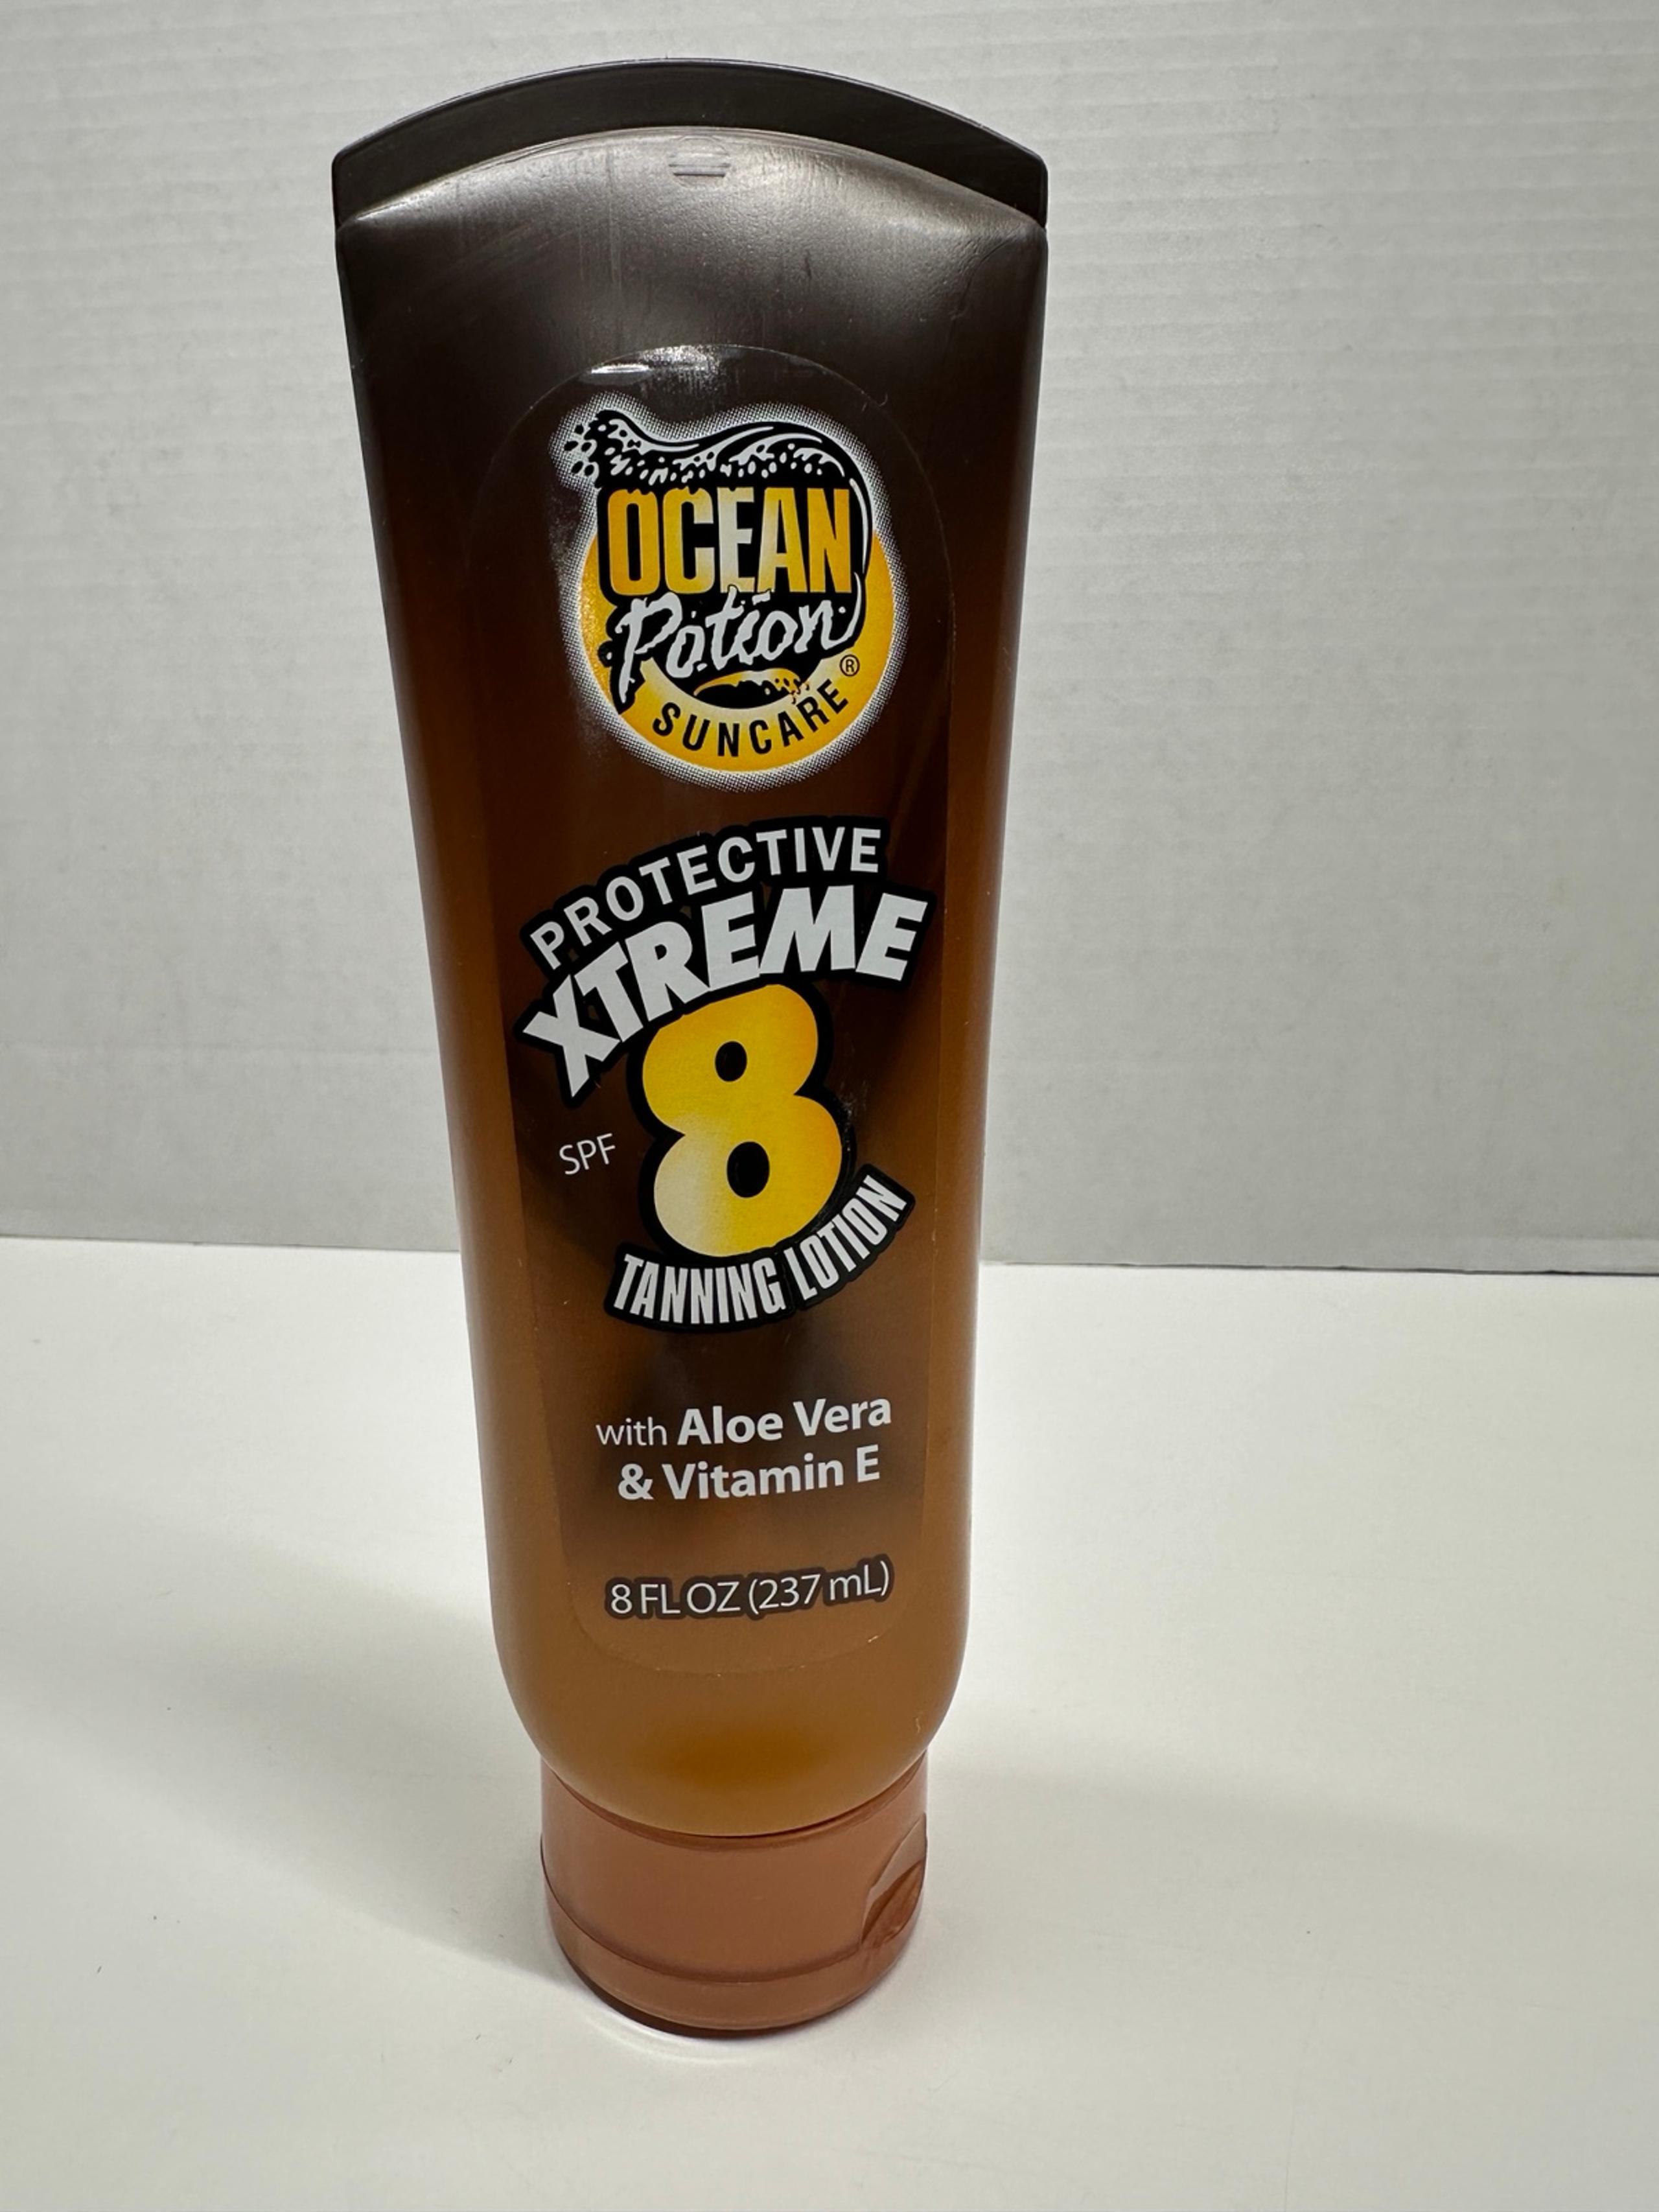 OCEAN
Potion
SUNCARE®
PROTECTIVE
XTREME
SPF 8
TANNING LOTION
with Aloe Vera
& Vitamin E
8 FL OZ (237 mL)